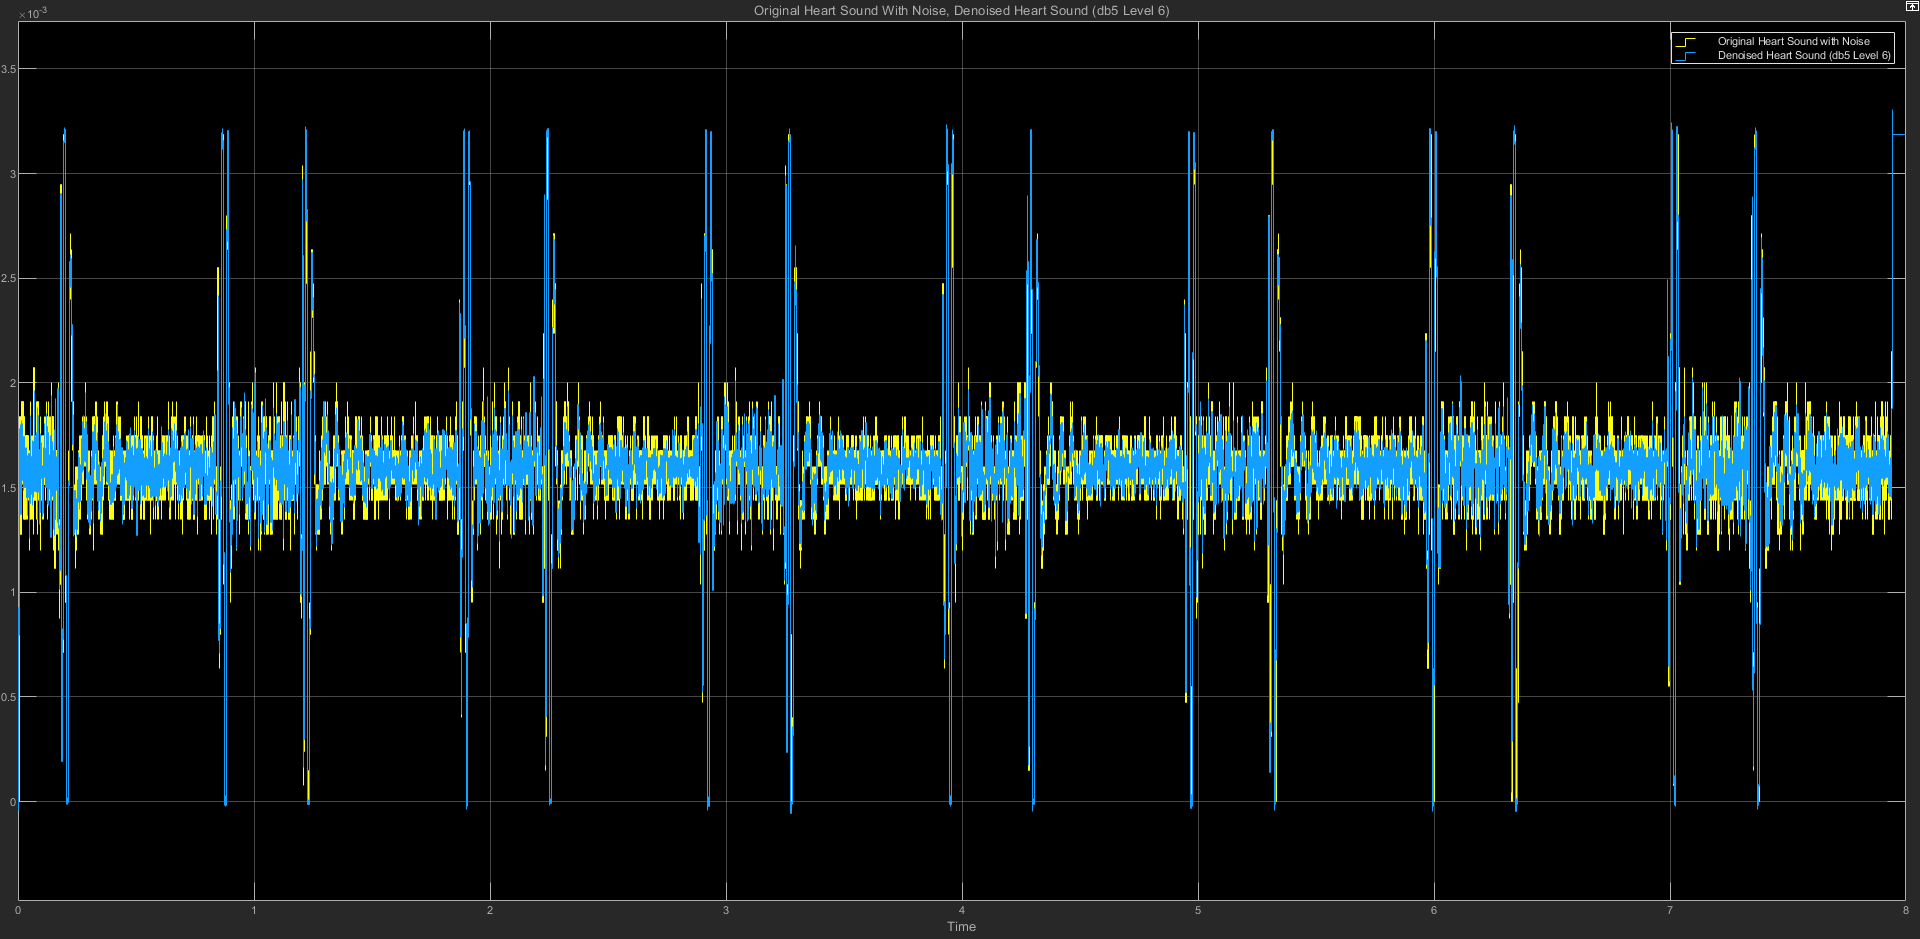 Original Heart Sound With Noise, Denoised Heart Sound (db5 Level 6)
×10⁻³
Original Heart Sound with Noise
Denoised Heart Sound (db5 Level 6)
3.5
3
2.5
2
1.5
1
0.5
0
0 1 2 3 4 5 6 7 8
Time